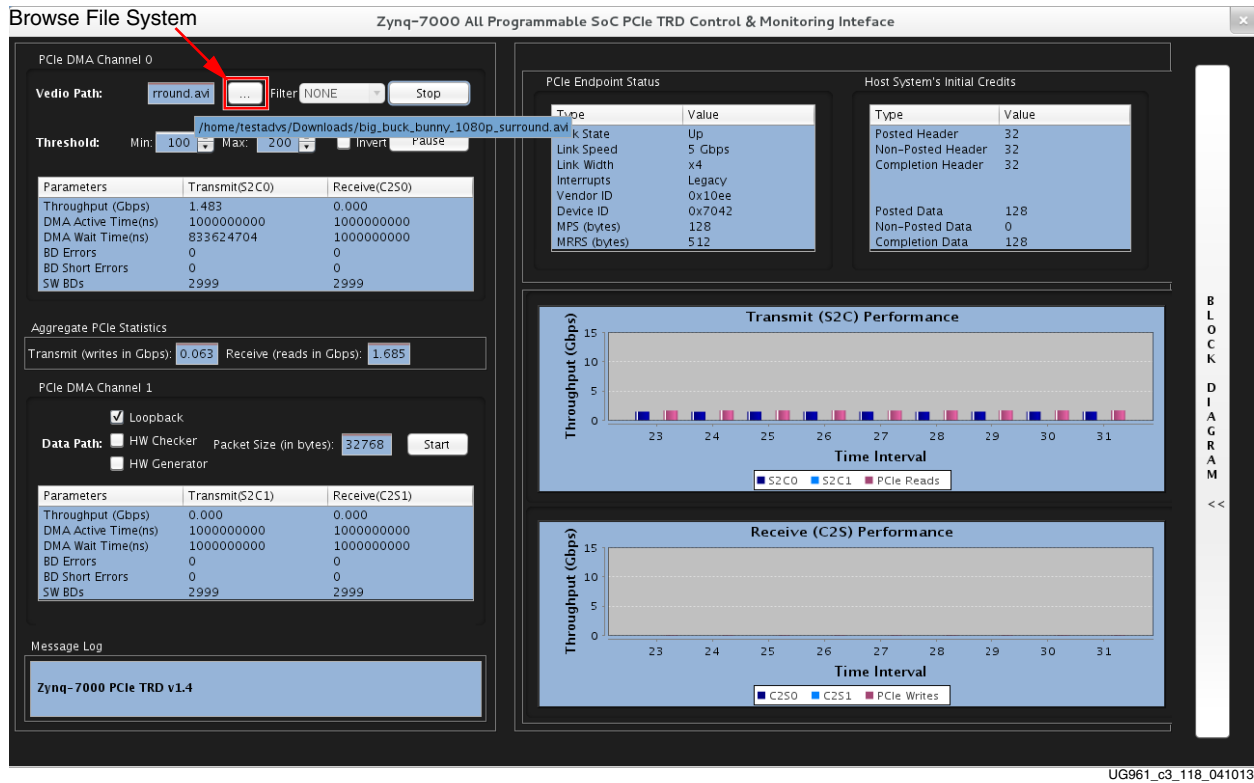 Browse File System
Zynq-7000 All Programmable SoC PCIe TRD Control & Monitoring Inteface
PCIe DMA Channel 0
Vedio Path: rround.avi ... Filter NONE Stop
/home/testadvs/Downloads/big_buck_bunny_1080p_surround.avi
Threshold: Min: 100 Max: 200 Invert Pause
Parameters Transmit(S2C0) Receive(C2S0)
Throughput (Gbps) 1.483 0.000
DMA Active Time(ns) 1000000000 1000000000
DMA Wait Time(ns) 833624704 1000000000
BD Errors 0 0
BD Short Errors 0 0
SW BDs 2999 2999
Aggregate PCIe Statistics
Transmit (writes in Gbps): 0.063 Receive (reads in Gbps): 1.685
PCIe DMA Channel 1
Loopback
Data Path: HW Checker Packet Size (in bytes): 32768 Start
HW Generator
Parameters Transmit(S2C1) Receive(C2S1)
Throughput (Gbps) 0.000 0.000
DMA Active Time(ns) 1000000000 1000000000
DMA Wait Time(ns) 1000000000 1000000000
BD Errors 0 0
BD Short Errors 0 0
SW BDs 2999 2999
Message Log
Zynq-7000 PCIe TRD v1.4
PCIe Endpoint Status
Type Value
State Up
Link Speed 5 Gbps
Link Width x4
Interrupts Legacy
Vendor ID 0x10ee
Device ID 0x7042
MPS (bytes) 128
MRRS (bytes) 512
Host System's Initial Credits
Type Value
Posted Header 32
Non-Posted Header 32
Completion Header 32
Posted Data 128
Non-Posted Data 0
Completion Data 128
Transmit (S2C) Performance
Throughput (Gbps)
15
10
5
0
23 24 25 26 27 28 29 30 31
Time Interval
S2C0 S2C1 PCIe Reads
Receive (C2S) Performance
Throughput (Gbps)
15
10
5
0
23 24 25 26 27 28 29 30 31
Time Interval
C2S0 C2S1 PCIe Writes
BLOCK DIAGRAM <<
UG961_c3_118_041013